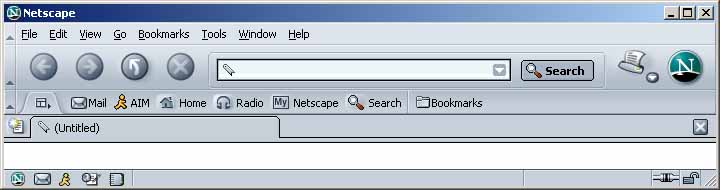 Netscape
File Edit View Go Bookmarks Tools Window Help
Search N
Mail AIM Home Radio My Netscape Search Bookmarks
(Untitled)